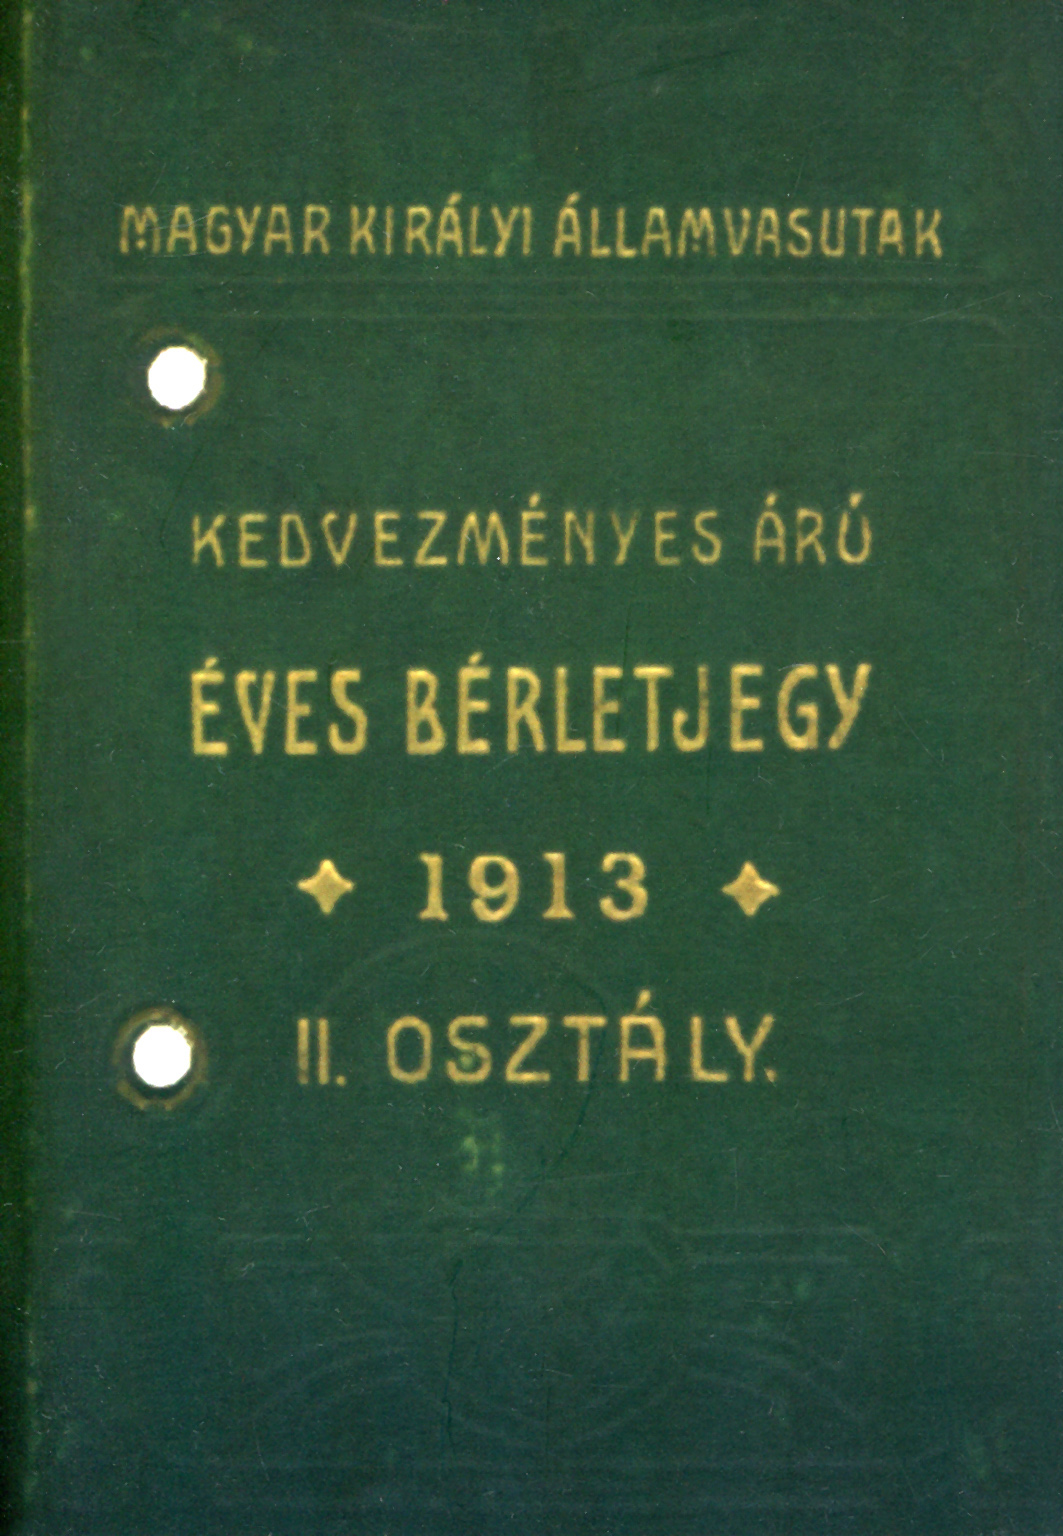 MAGYAR KIRÁLYI ÁLLAMVASUTAK
KEDVEZMÉNYES ÁRÚ
ÉVES BÉRLETJEGY
1913
II. OSZTÁLY.